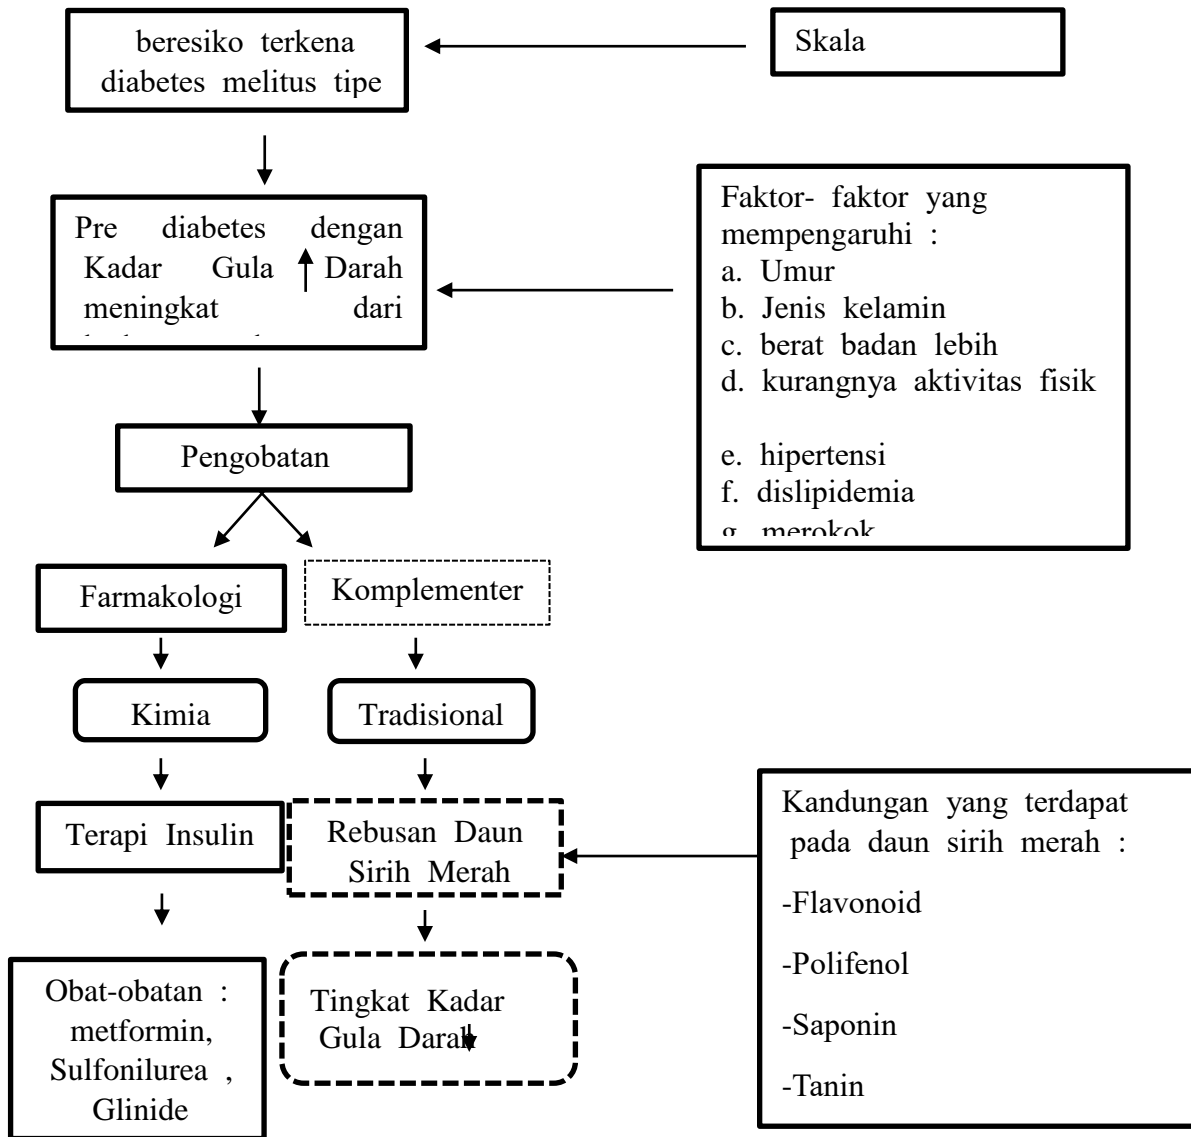 beresiko terkena
diabetes melitus tipe
Skala
Pre diabetes dengan
Kadar Gula Darah
meningkat dari
Faktor- faktor yang
mempengaruhi :
a. Umur
b. Jenis kelamin
c. berat badan lebih
d. kurangnya aktivitas fisik
e. hipertensi
f. dislipidemia
g. merokok
Pengobatan
Farmakologi
Komplementer
Kimia
Tradisional
Terapi Insulin
Rebusan Daun
Sirih Merah
Kandungan yang terdapat
pada daun sirih merah :
-Flavonoid
-Polifenol
-Saponin
-Tanin
Obat-obatan :
metformin,
Sulfonilurea ,
Glinide
Tingkat Kadar
Gula Darah